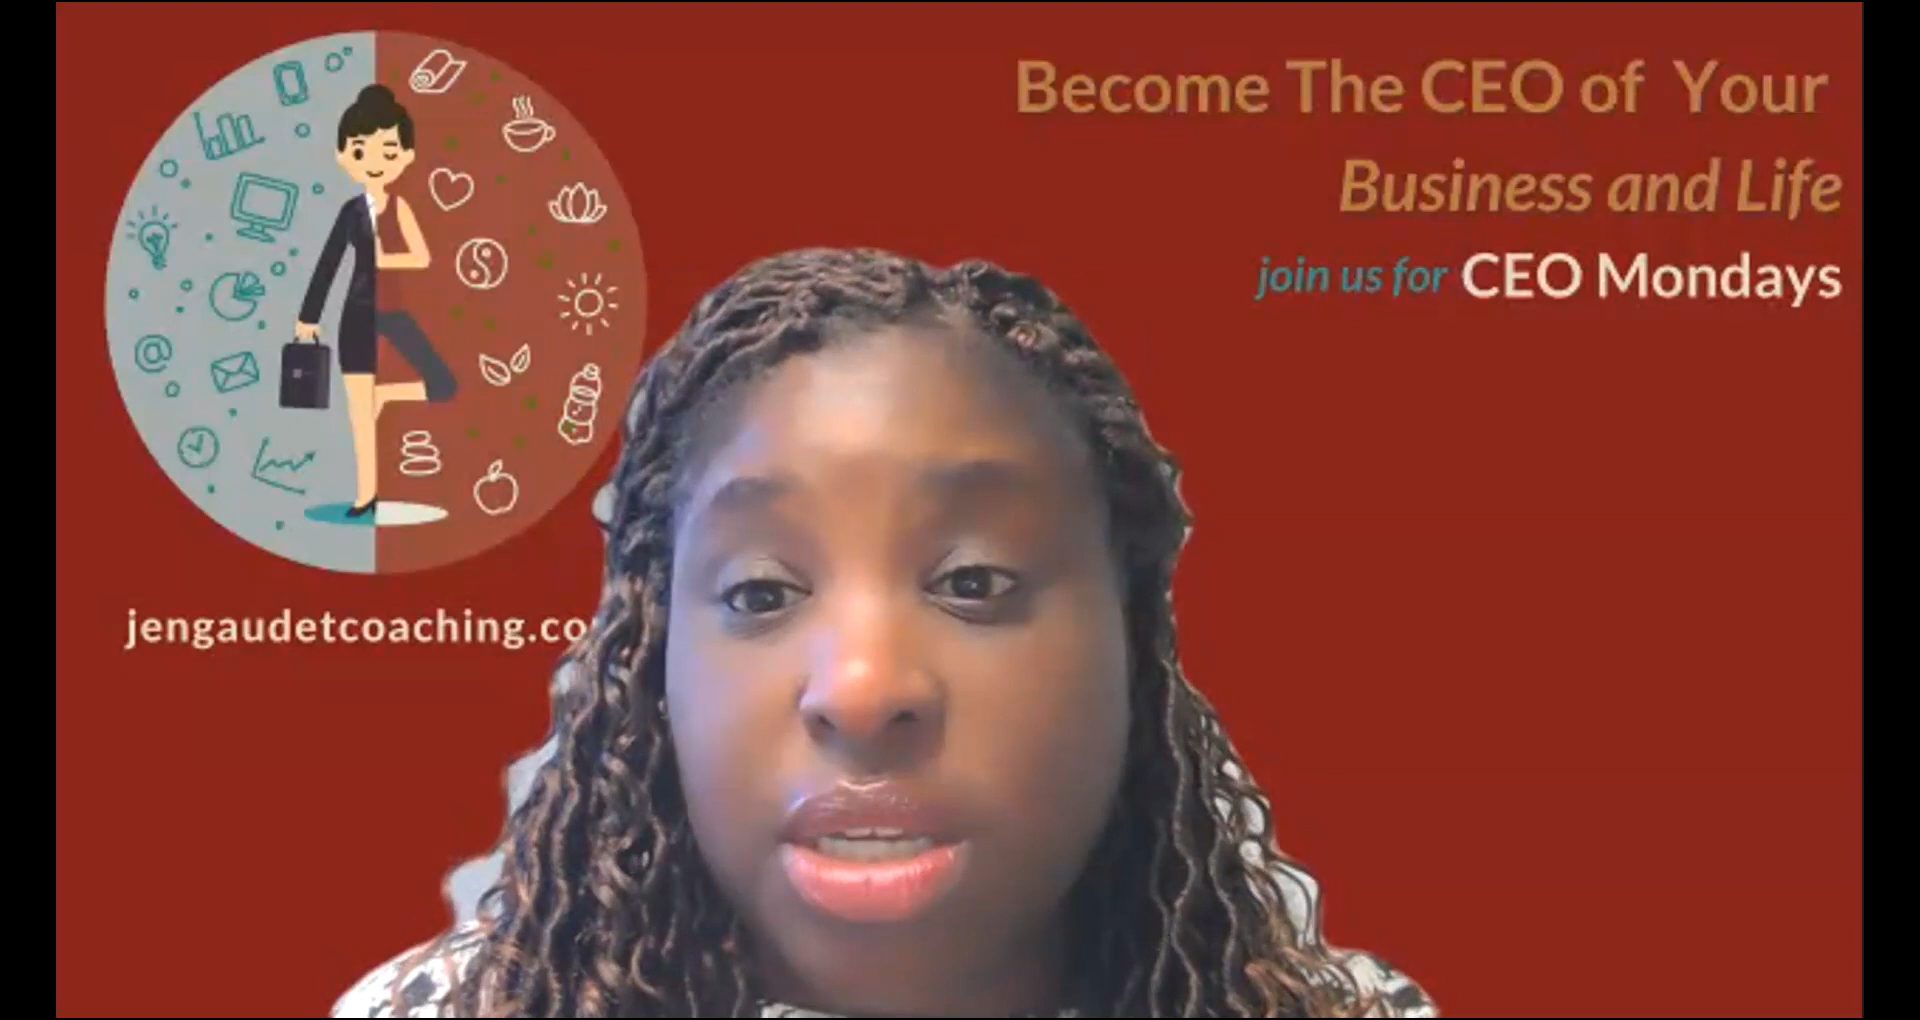 Become The CEO of Your
Business and Life
join us for CEO Mondays
@
jengaudetcoaching.co